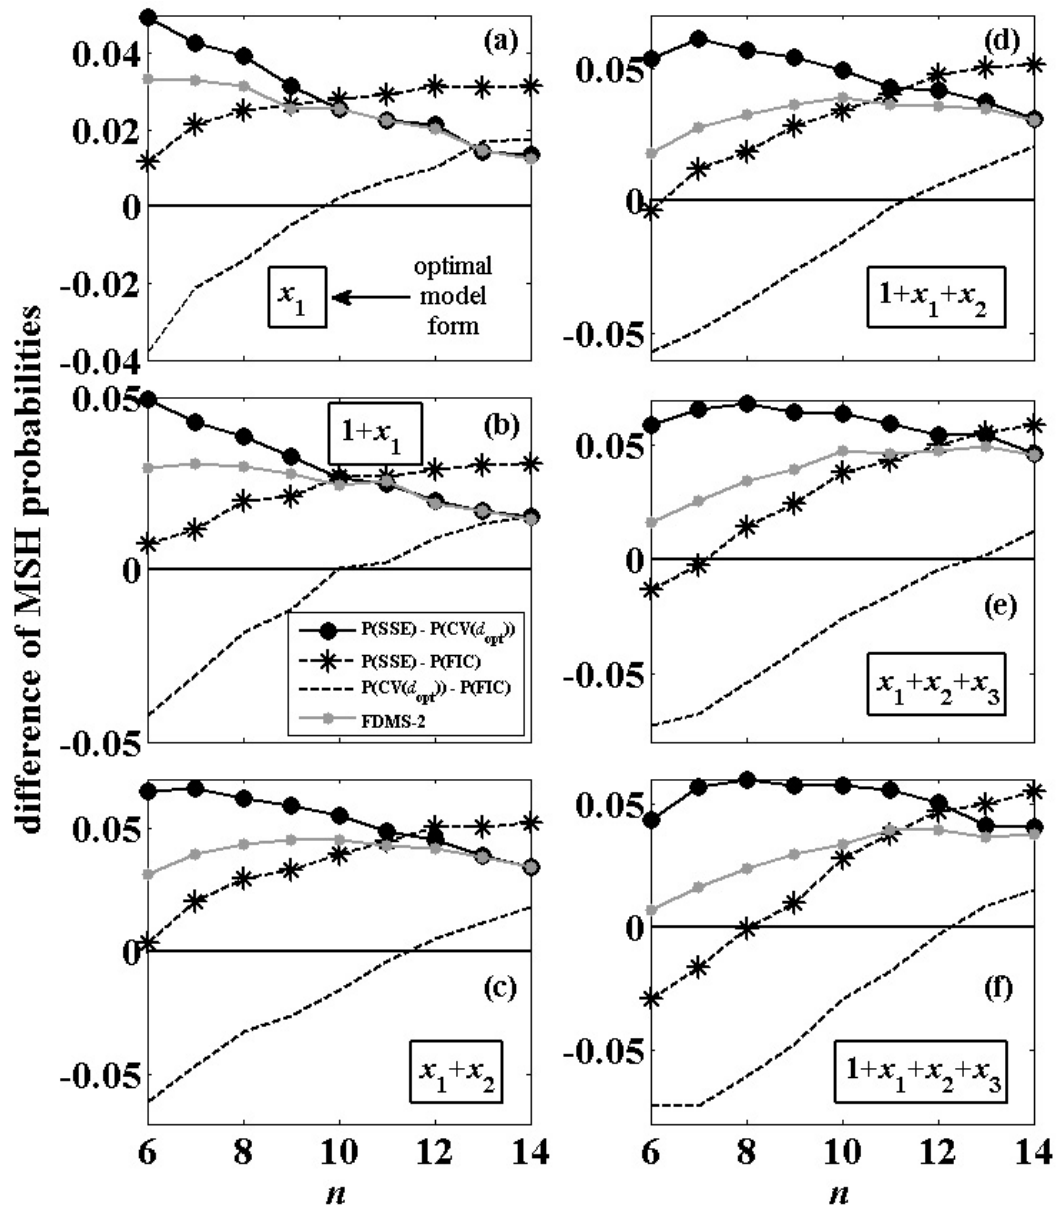 difference of MSH probabilities
(a)
0.04
0.02
0
-0.02
-0.04
x1
optimal
model
form
(b)
0.05
0
-0.05
1+x1
P(SSE) - P(CV(dopt))
P(SSE) - P(FIC)
P(CV(dopt)) - P(FIC)
FDMS-2
(c)
0.05
0
-0.05
x1+x2
6 8 10 12 14
n
(d)
0.05
0
-0.05
1+x1+x2
0.05
0
-0.05
(e)
x1+x2+x3
0.05
0
-0.05
(f)
1+x1+x2+x3
6 8 10 12 14
n